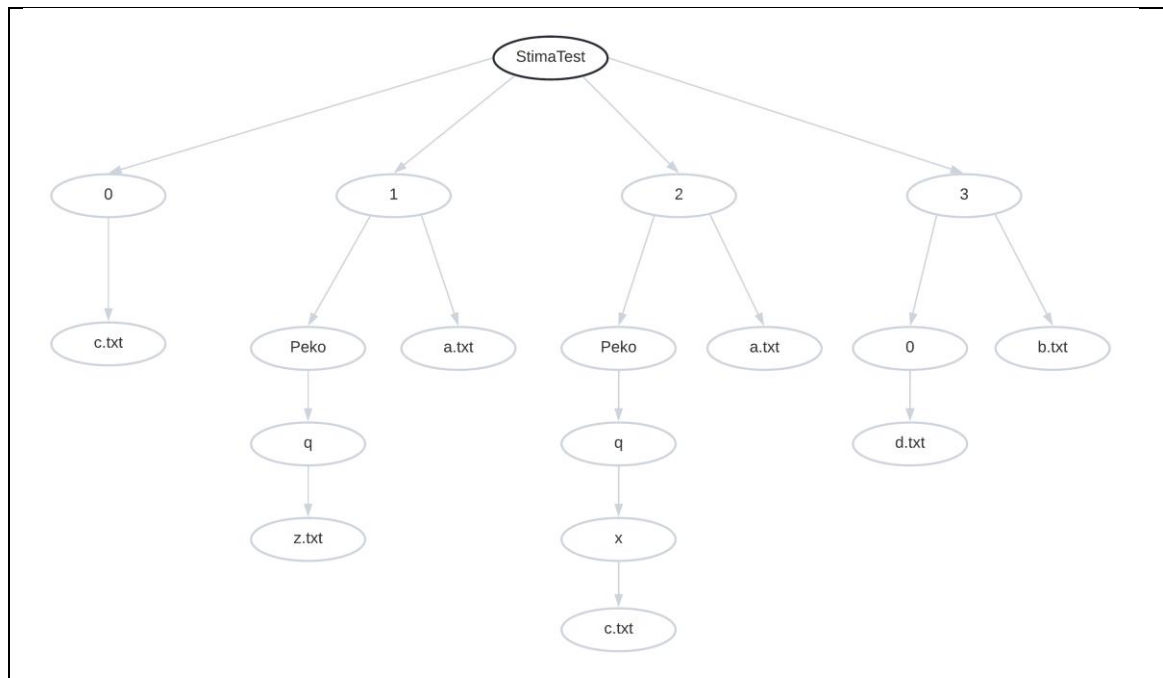 StimaTest
0
1
2
3
c.txt
Peko
a.txt
Peko
a.txt
0
b.txt
q
q
d.txt
z.txt
x
c.txt